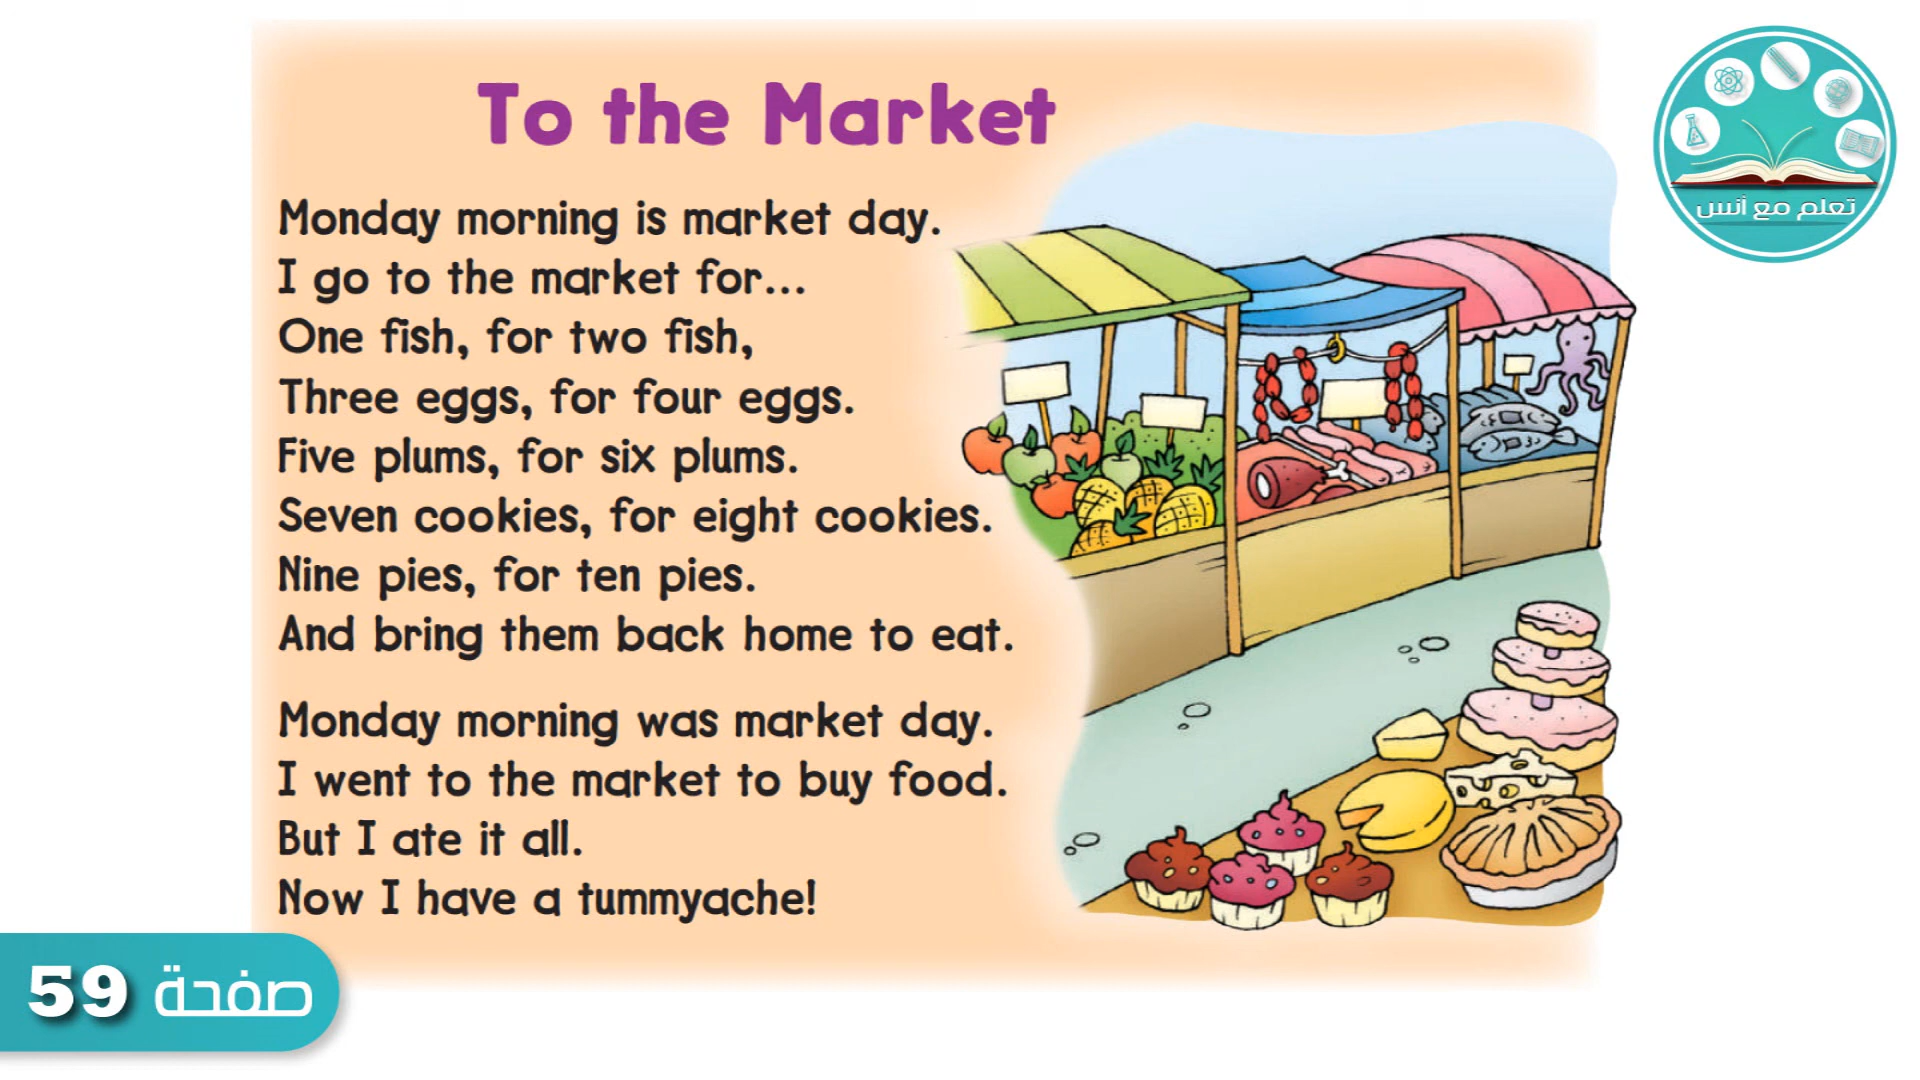 To the Market
Monday morning is market day.
I go to the market for...
One fish, for two fish,
Three eggs, for four eggs.
Five plums, for six plums.
Seven cookies, for eight cookies.
Nine pies, for ten pies.
And bring them back home to eat.
Monday morning was market day.
I went to the market to buy food.
But I ate it all.
Now I have a tummyache!
تعلم مع أنس
صفحة 59